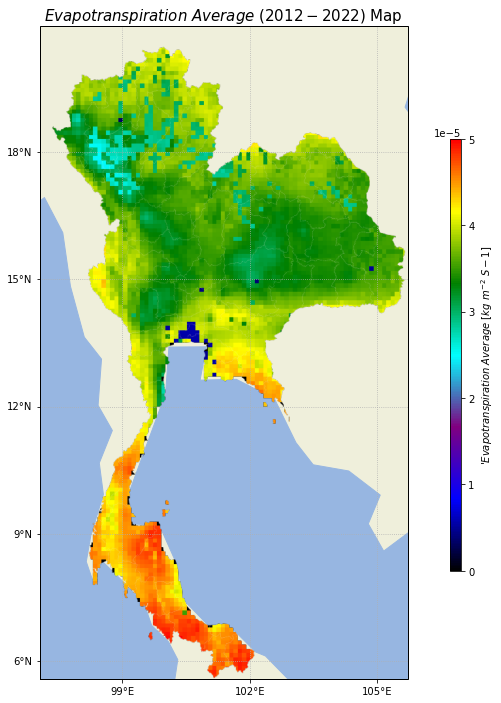 Evapotranspiration Average (2012 − 2022) Map
1e−5
18°N
15°N
12°N
9°N
6°N
99°E
102°E
105°E
5
4
3
2
1
0
'Evapotranspiration Average [kg m⁻² S − 1]